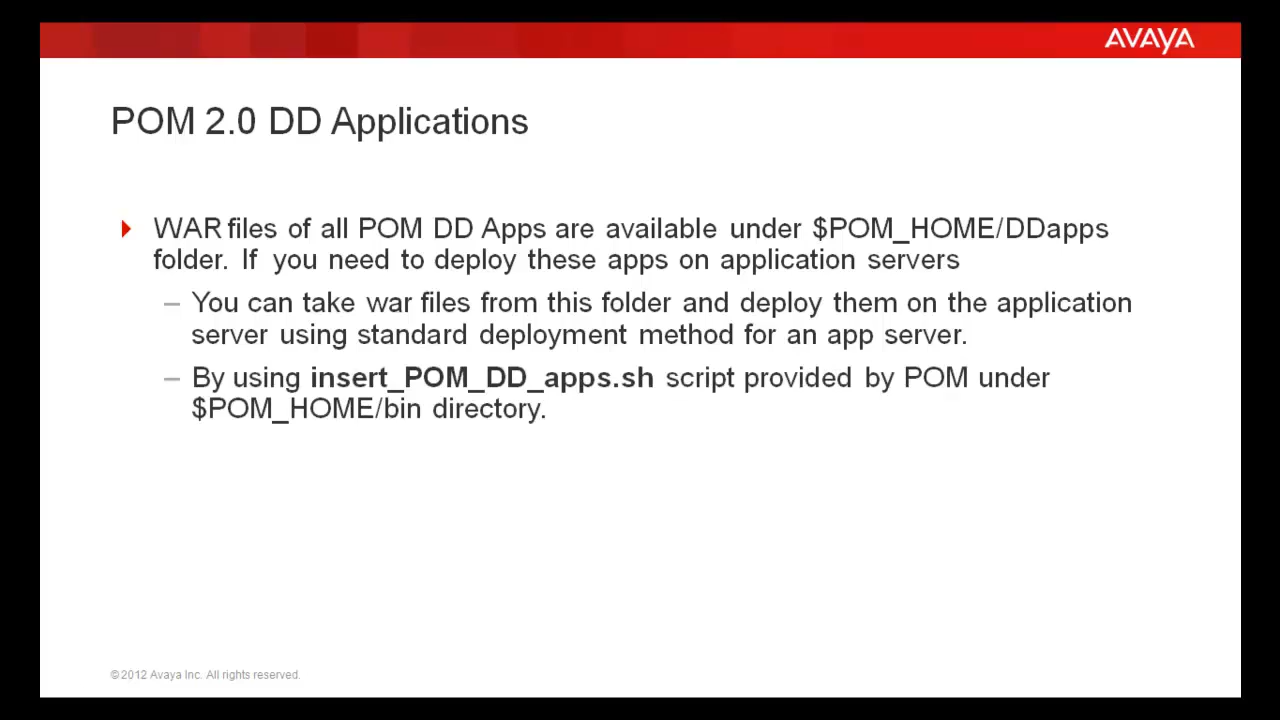 AVAYA
POM 2.0 DD Applications
WAR files of all POM DD Apps are available under $POM_HOME/DDapps
folder. If you need to deploy these apps on application servers
– You can take war files from this folder and deploy them on the application
server using standard deployment method for an app server.
– By using insert_POM_DD_apps.sh script provided by POM under
$POM_HOME/bin directory.
© 2012 Avaya Inc. All rights reserved.